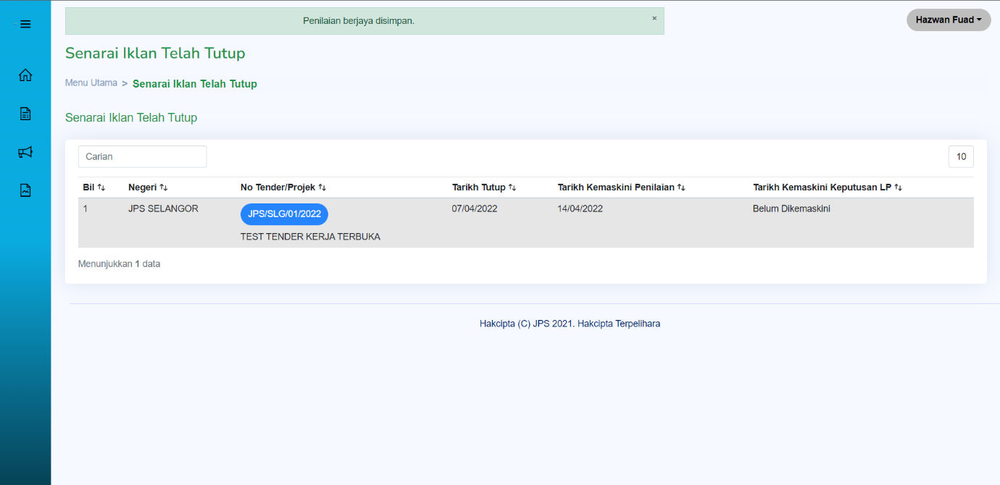 Penilaian berjaya disimpan. ×
Hazwan Fuad
Senarai Iklan Telah Tutup
Menu Utama > Senarai Iklan Telah Tutup
Senarai Iklan Telah Tutup
Carian 10
Bil Negeri No Tender/Projek Tarikh Tutup Tarikh Kemaskini Penilaian Tarikh Kemaskini Keputusan LP
1 JPS SELANGOR JPS/SLG/01/2022 07/04/2022 14/04/2022 Belum Dikemaskini
TEST TENDER KERJA TERBUKA
Menunjukkan 1 data
Hakcipta (C) JPS 2021. Hakcipta Terpelihara